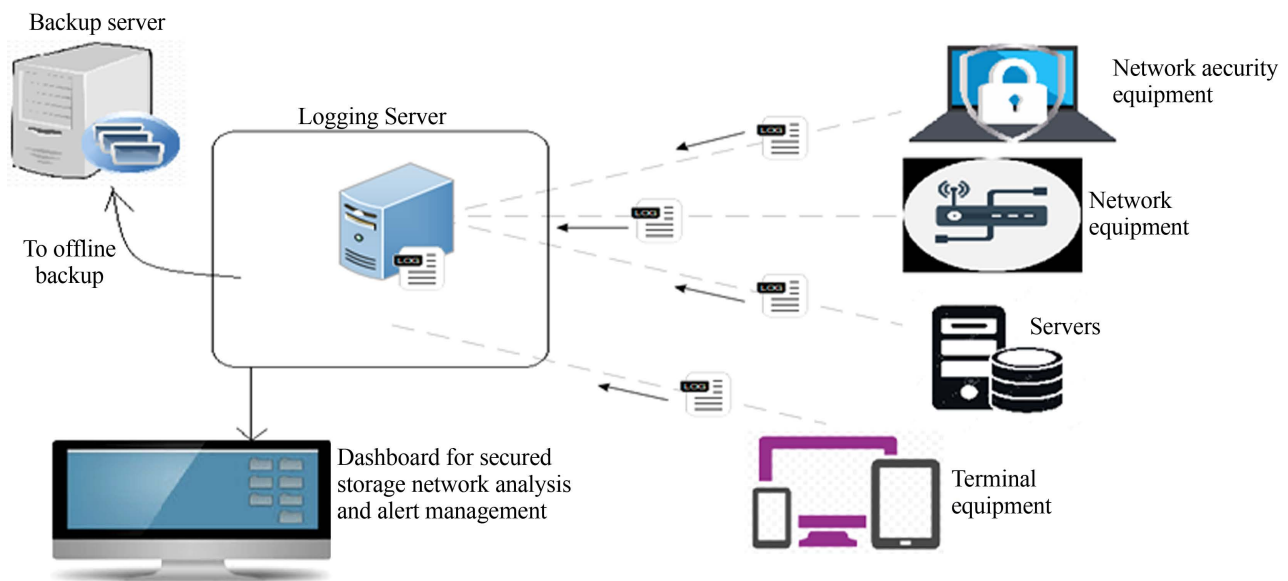 Backup server
Logging Server
To offline
backup
LOG
LOG
LOG
LOG
LOG
Network aecurity
equipment
Network
equipment
Servers
Terminal
equipment
Dashboard for secured
storage network analysis
and alert management